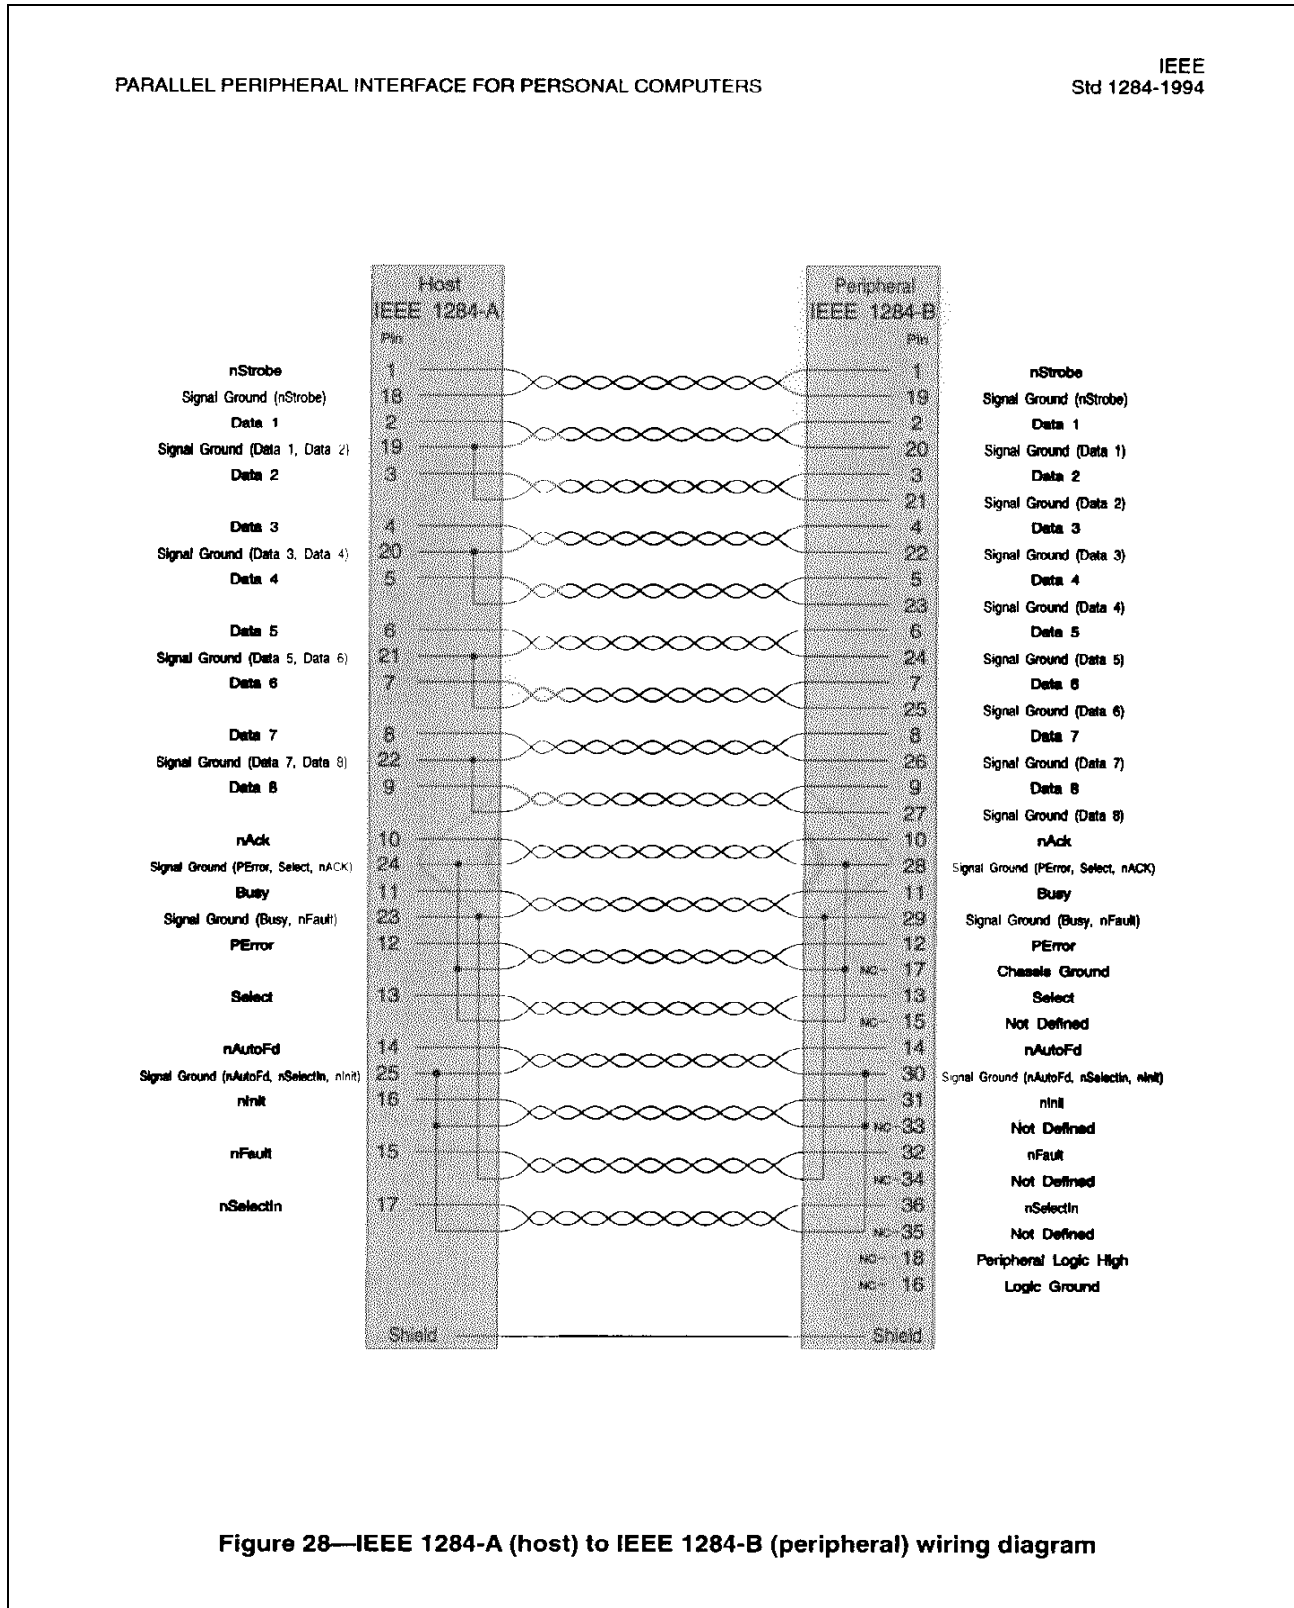 IEEE
PARALLEL PERIPHERAL INTERFACE FOR PERSONAL COMPUTERS Std 1284-1994
Host Peripheral
IEEE 1284-A IEEE 1284-B
Pin Pin
nStrobe 1 1 nStrobe
Signal Ground (nStrobe) 18 19 Signal Ground (nStrobe)
Data 1 2 2 Data 1
Signal Ground (Data 1, Data 2) 19 20 Signal Ground (Data 1)
Data 2 3 3 Data 2
21 Signal Ground (Data 2)
Data 3 4 4 Data 3
Signal Ground (Data 3, Data 4) 20 22 Signal Ground (Data 3)
Data 4 5 5 Data 4
23 Signal Ground (Data 4)
Data 5 6 6 Data 5
Signal Ground (Data 5, Data 6) 21 24 Signal Ground (Data 5)
Data 6 7 7 Data 6
25 Signal Ground (Data 6)
Data 7 8 8 Data 7
Signal Ground (Data 7, Data 9) 22 26 Signal Ground (Data 7)
Data 8 9 9 Data 8
27 Signal Ground (Data 8)
nAck 10 10 nAck
Signal Ground (PError, Select, nACK) 24 28 Signal Ground (PError, Select, nACK)
Busy 11 11 Busy
Signal Ground (Busy, nFault) 23 29 Signal Ground (Busy, nFault)
PError 12 12 PError
NC 17 Chassis Ground
Select 13 13 Select
NC 15 Not Defined
nAutoFd 14 14 nAutoFd
Signal Ground (nAutoFd, nSelectIn, nInit) 25 30 Signal Ground (nAutoFd, nSelectIn, nInit)
nInit 16 31 nInit
NC 33 Not Defined
nFault 15 32 nFault
NC 34 Not Defined
nSelectIn 17 36 nSelectIn
NC 35 Not Defined
NC 18 Peripheral Logic High
NC 16 Logic Ground
Shield Shield
Figure 28—IEEE 1284-A (host) to IEEE 1284-B (peripheral) wiring diagram